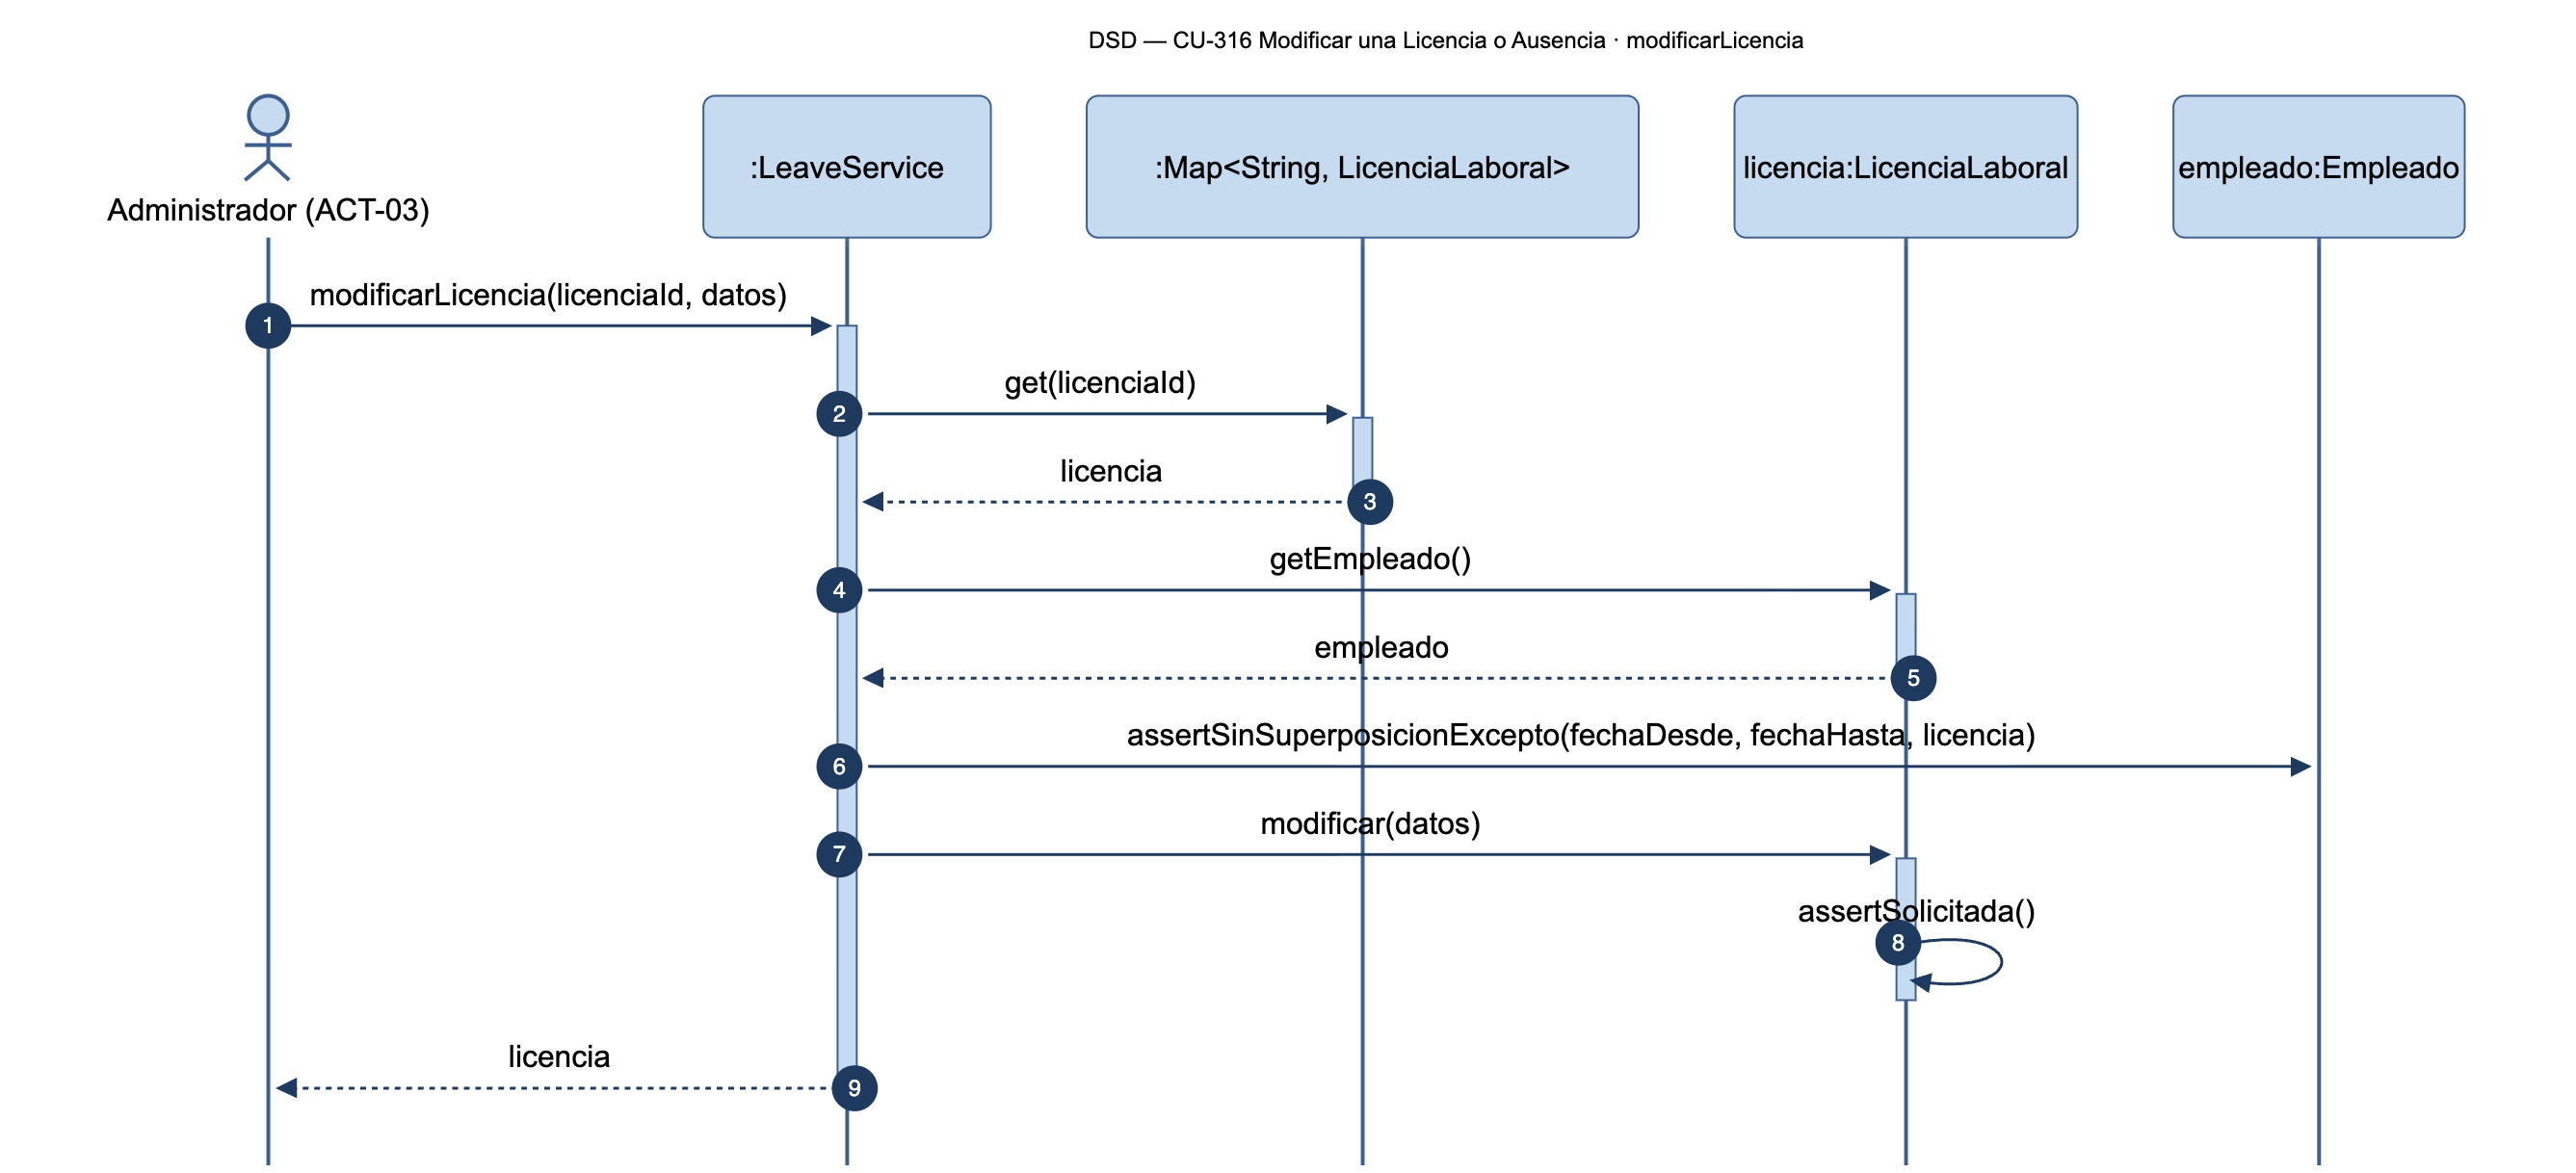 DSD — CU-316 Modificar una Licencia o Ausencia · modificarLicencia
Administrador (ACT-03)
:LeaveService
:Map<String, LicenciaLaboral>
licencia:LicenciaLaboral
empleado:Empleado
modificarLicencia(licenciaId, datos)
1
get(licenciaId)
2
licencia
3
getEmpleado()
4
empleado
5
assertSinSuperposicionExcepto(fechaDesde, fechaHasta, licencia)
6
modificar(datos)
7
assertSolicitada()
8
licencia
9